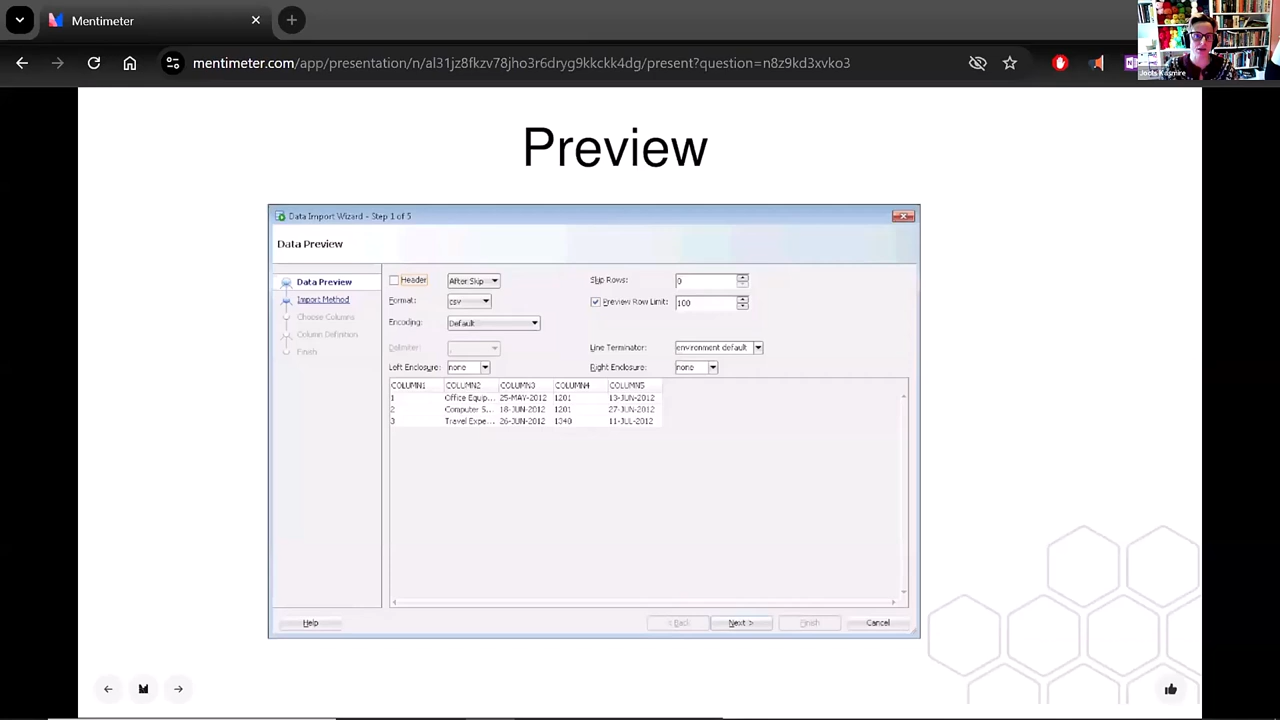 Mentimeter
mentimeter.com/app/presentation/n/al31z8fkzv78jho3r6dryg9kkckk4dg/present?question=n8z9kd3xvko3
Jools Kasmire
Preview
Data Import Wizard - Step 1 of 5
Data Preview
Data Preview
Import Method
Choose Columns
Column Definition
Finish
Header After Skip Skip Rows: 0
Format: csv Preview Row Limit: 100
Encoding: Default
Delimiter: , Line Terminator: environment default
Left Enclosure: none Right Enclosure: none
COLUMN1 COLUMN2 COLUMN3 COLUMN4 COLUMN5
1 Office Equip... 25-MAY-2012 1201 13-JUN-2012
2 Computer S... 18-JUN-2012 1201 27-JUN-2012
3 Travel Expe... 26-JUN-2012 1340 11-JUL-2012
Help < Back Next > Finish Cancel